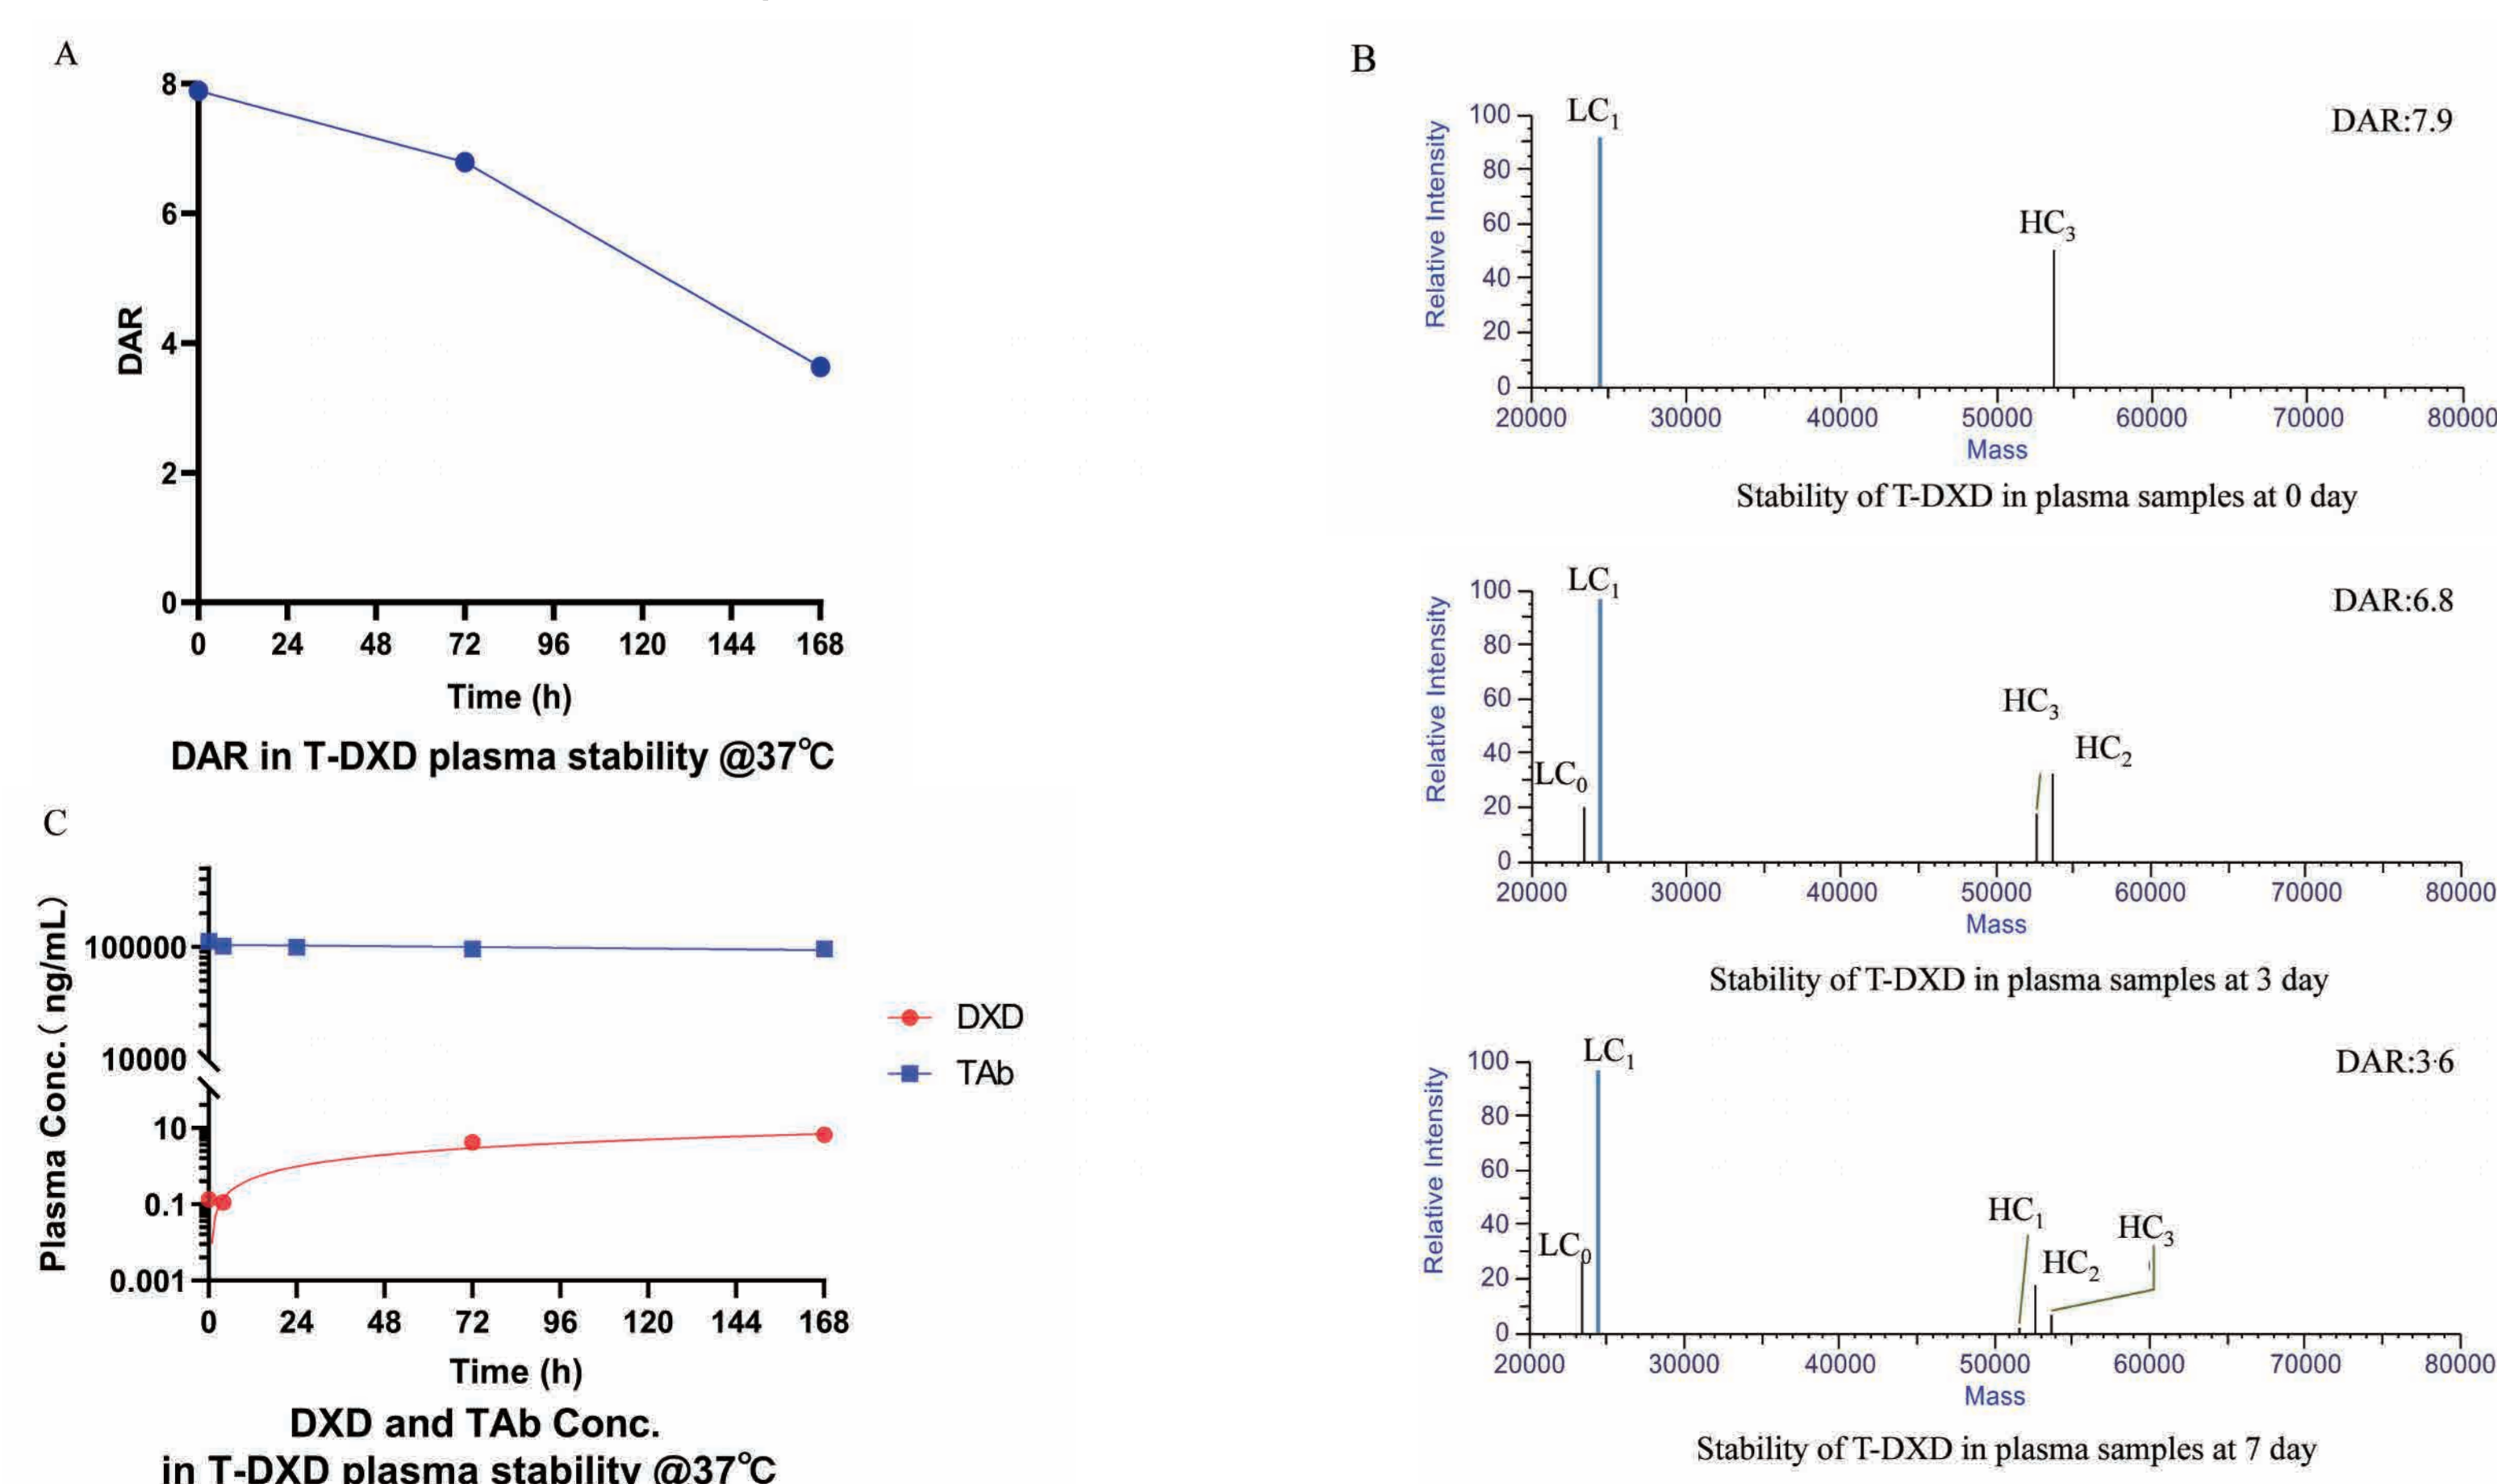 A
8
6
4
2
0
DAR
0 24 48 72 96 120 144 168
Time (h)
DAR in T-DXD plasma stability @37℃
B
LC1
DAR:7.9
HC3
100
80
60
40
20
0
Relative Intensity
20000 30000 40000 50000 60000 70000 80000
Mass
Stability of T-DXD in plasma samples at 0 day
LC1
DAR:6.8
HC3
HC2
LC0
100
80
60
40
20
0
Relative Intensity
20000 30000 40000 50000 60000 70000 80000
Mass
Stability of T-DXD in plasma samples at 3 day
LC1
DAR:3·6
HC1
HC3
LC0
HC2
100
80
60
40
20
0
Relative Intensity
20000 30000 40000 50000 60000 70000 80000
Mass
Stability of T-DXD in plasma samples at 7 day
C
100000
10000
10
0.1
0.001
Plasma Conc.( ng/mL)
DXD
TAb
0 24 48 72 96 120 144 168
Time (h)
DXD and TAb Conc.
in T-DXD plasma stability @37℃